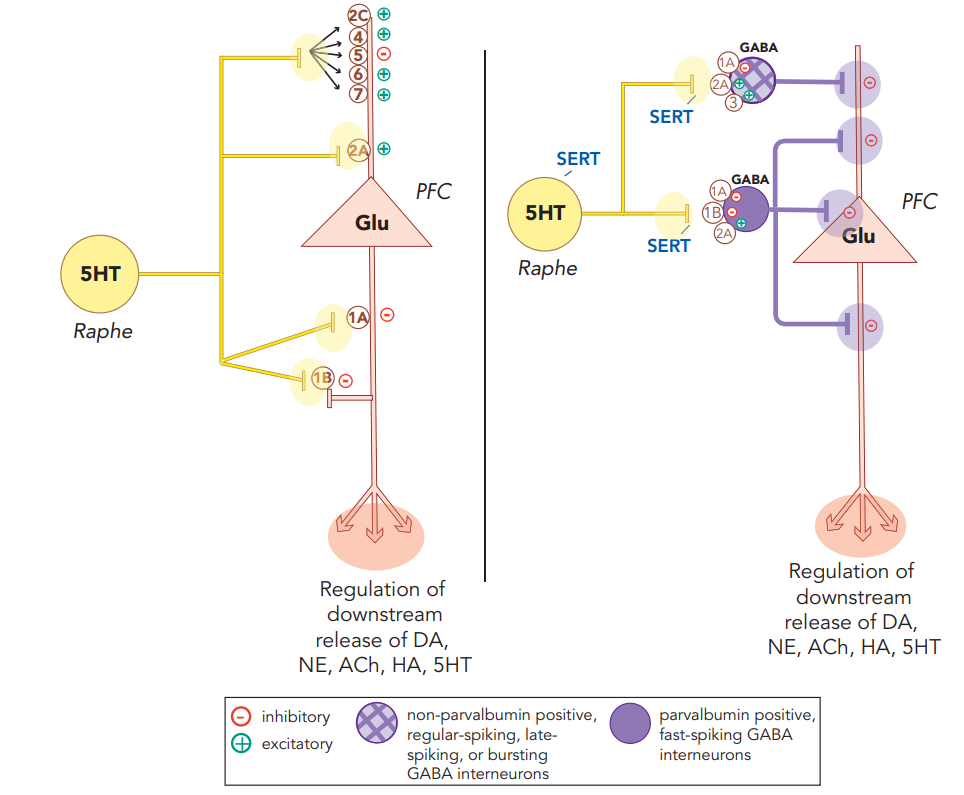 2C
4
5
6
7
2A
PFC
Glu
5HT
Raphe
1A
1B
Regulation of
downstream
release of DA,
NE, ACh, HA, 5HT
GABA
1A
2A
3
SERT
SERT
GABA
5HT
1A
1B
2A
PFC
SERT
Glu
Raphe
Regulation of
downstream
release of DA,
NE, ACh, HA, 5HT
inhibitory
excitatory
non-parvalbumin positive,
regular-spiking, late-
spiking, or bursting
GABA interneurons
parvalbumin positive,
fast-spiking GABA
interneurons